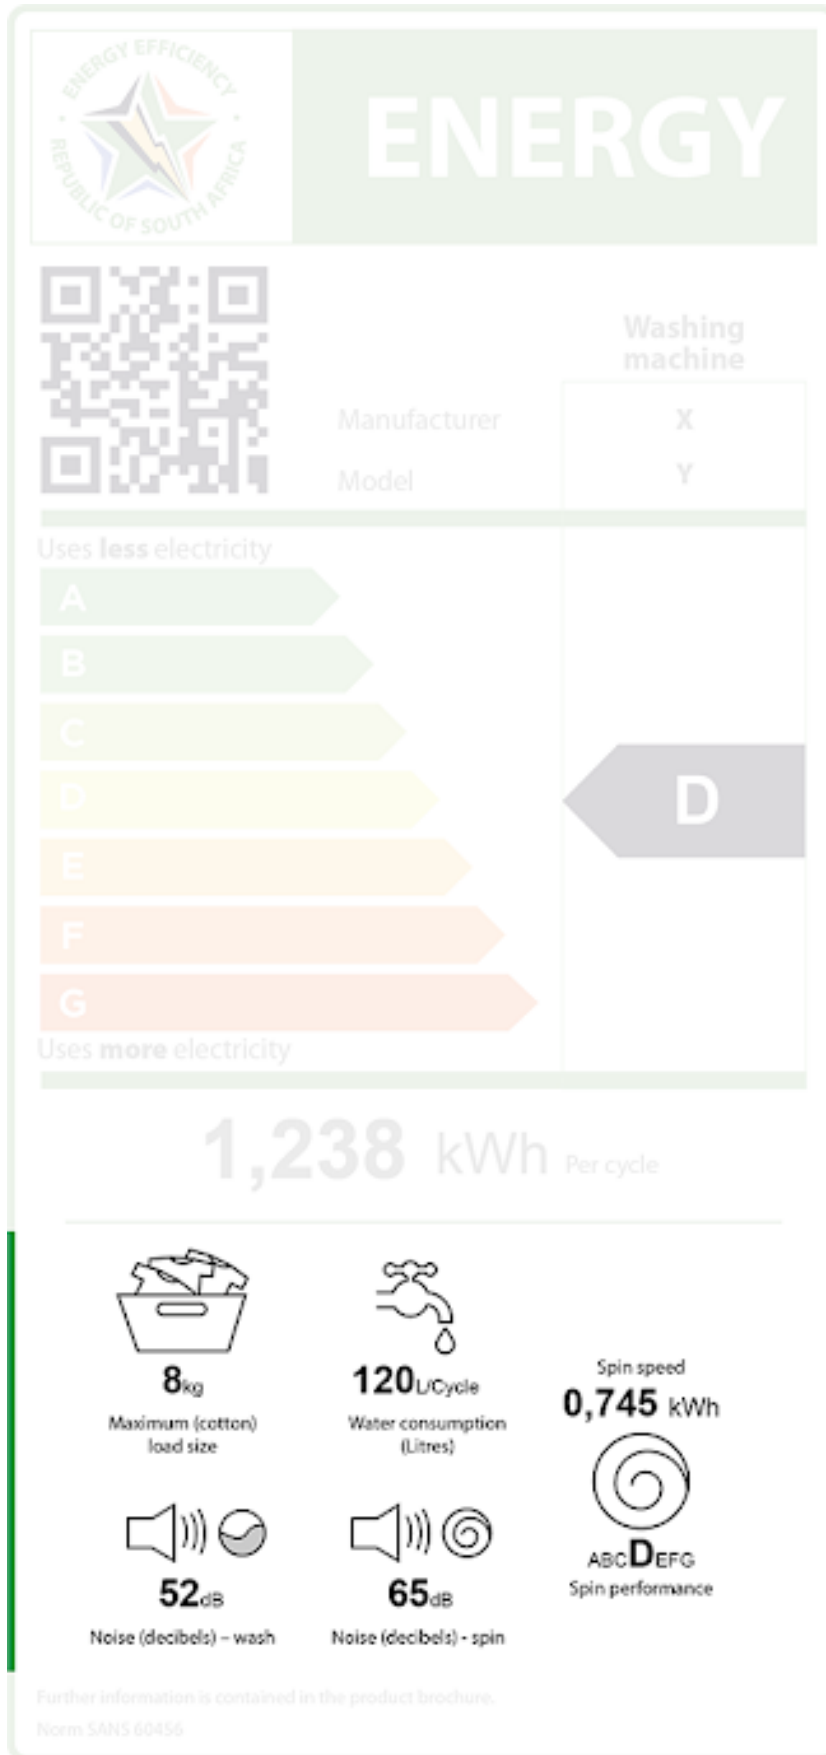 ENERGY EFFICIENCY
REPUBLIC OF SOUTH AFRICA
ENERGY
Washing
machine
Manufacturer X
Model Y
Uses less electricity
A
B
C
D
D
E
F
G
Uses more electricity
1,238 kWh Per cycle
8kg
Maximum (cotton)
load size
120L/Cycle
Water consumption
(Litres)
Spin speed
0,745 kWh
ABCDEFG
Spin performance
52dB
Noise (decibels) – wash
65dB
Noise (decibels) - spin
Further information is contained in the product brochure.
Norm SANS 60456